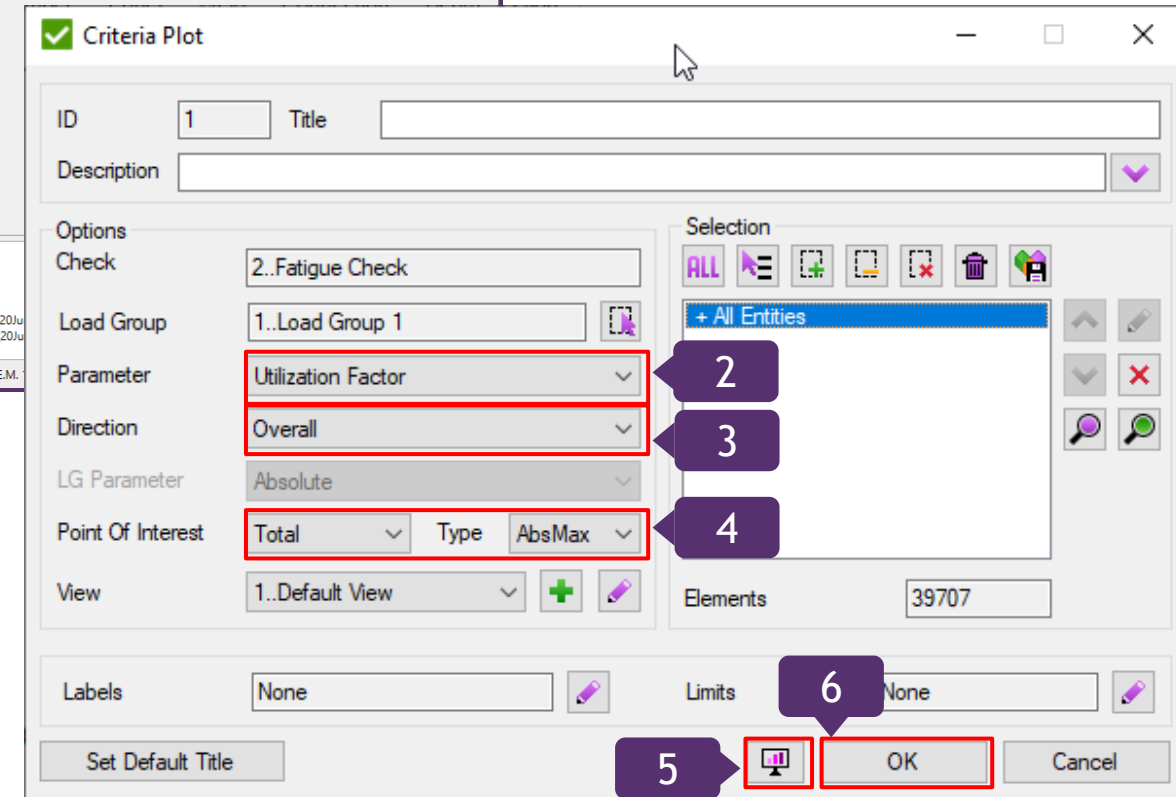 Criteria Plot
ID 1 Title
Description
Options
Check 2..Fatigue Check
Load Group 1..Load Group 1
Parameter Utilization Factor
Direction Overall
LG Parameter Absolute
Point Of Interest Total Type AbsMax
View 1..Default View
Selection
ALL
+ All Entities
2
3
4
Elements 39707
Labels None
Limits 6 None
Set Default Title
5
OK
Cancel
20Ju
20Ju
E.M.